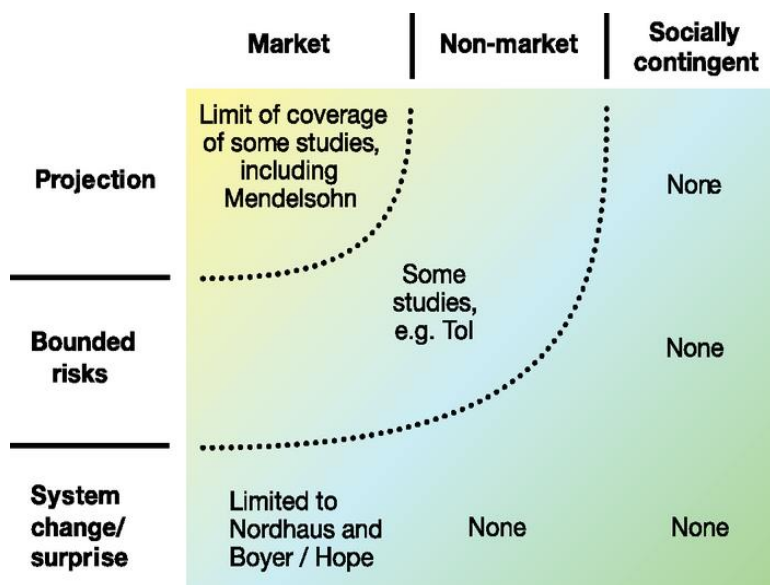 Market
Non-market
Socially
contingent
Projection
Limit of coverage
of some studies,
including
Mendelsohn
None
Bounded
risks
Some
studies,
e.g. Tol
None
System
change/
surprise
Limited to
Nordhaus and
Boyer / Hope
None
None